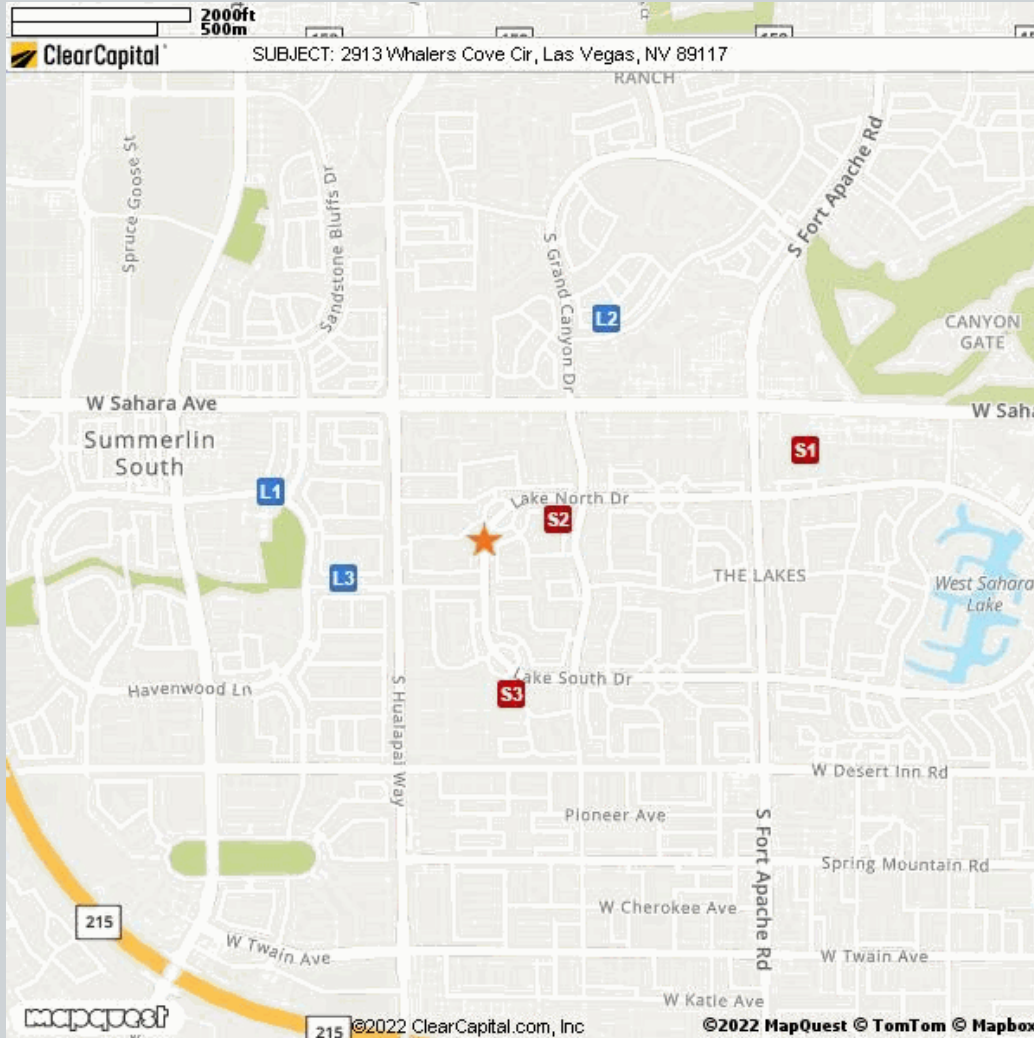 2000ft
500m
159
159
159
ClearCapital
SUBJECT: 2913 Whalers Cove Cir, Las Vegas, NV 89117
RANCH
Spruce Goose St
Sandstone Bluffs Dr
S Grand Canyon Dr
S Fort Apache Rd
L2
CANYON
GATE
W Sahara Ave
W Saha
Summerlin
South
S1
L1
Lake North Dr
S2
L3
THE LAKES
West Sahara
Lake
Havenwood Ln
S Hualapai Way
Lake South Dr
S3
W Desert Inn Rd
Pioneer Ave
S Fort Apache Rd
Spring Mountain Rd
W Cherokee Ave
215
W Twain Ave
W Twain Ave
W Katie Ave
mapquest
215
©2022 ClearCapital.com, Inc
©2022 MapQuest © TomTom © Mapbox